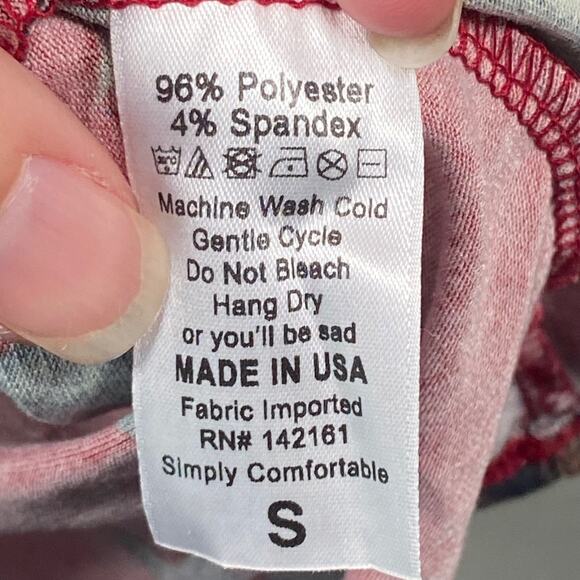 96% Polyester
4% Spandex
Machine Wash Cold
Gentle Cycle
Do Not Bleach
Hang Dry
or you'll be sad
MADE IN USA
Fabric Imported
RN# 142161
Simply Comfortable
S